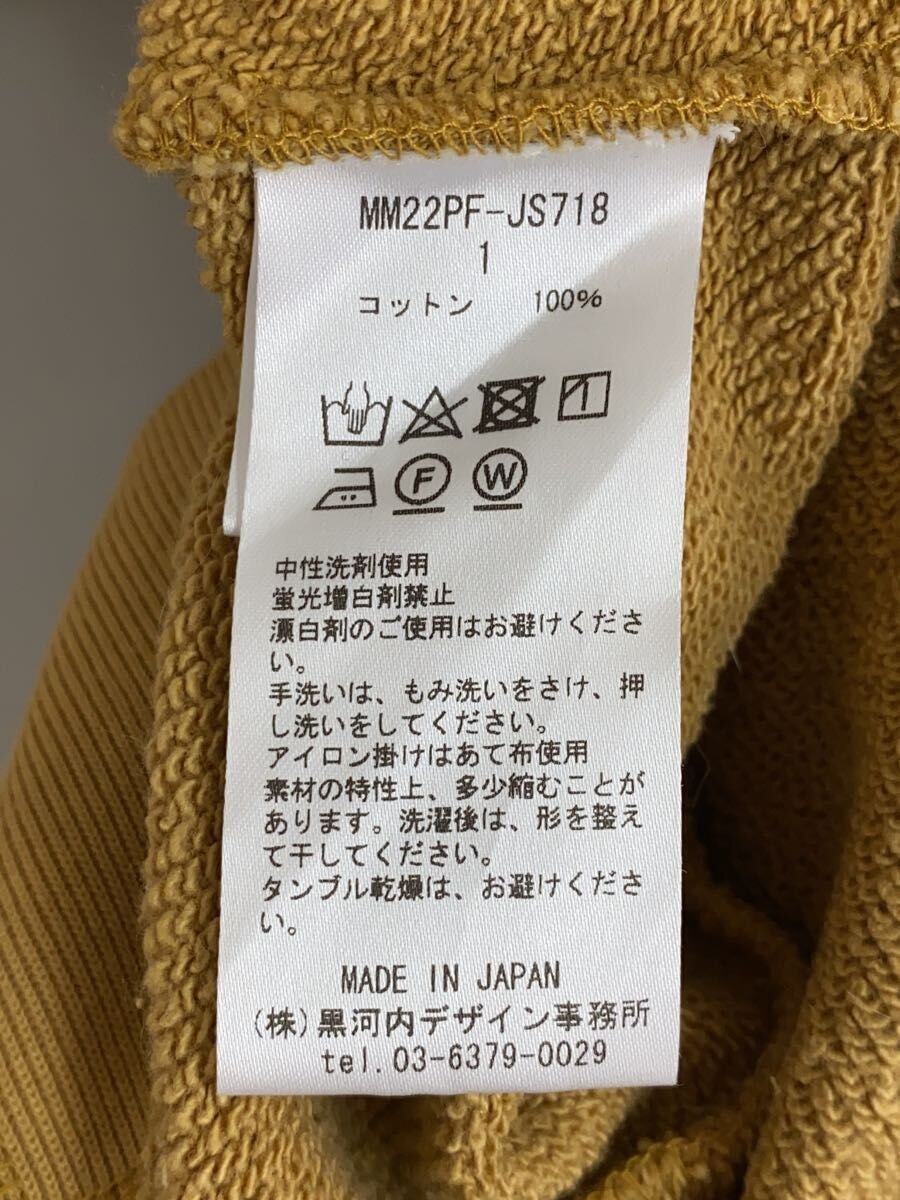 MM22PF-JS718
1
コットン 100%
F W
中性洗剤使用
蛍光増白剤禁止
漂白剤のご使用はお避けくださ
い。
手洗いは、もみ洗いをさけ、押
し洗いをしてください。
アイロン掛けはあて布使用
素材の特性上、多少縮むことが
あります。洗濯後は、形を整え
て干してください。
タンブル乾燥は、お避けくださ
い。
MADE IN JAPAN
(株)黒河内デザイン事務所
tel.03-6379-0029